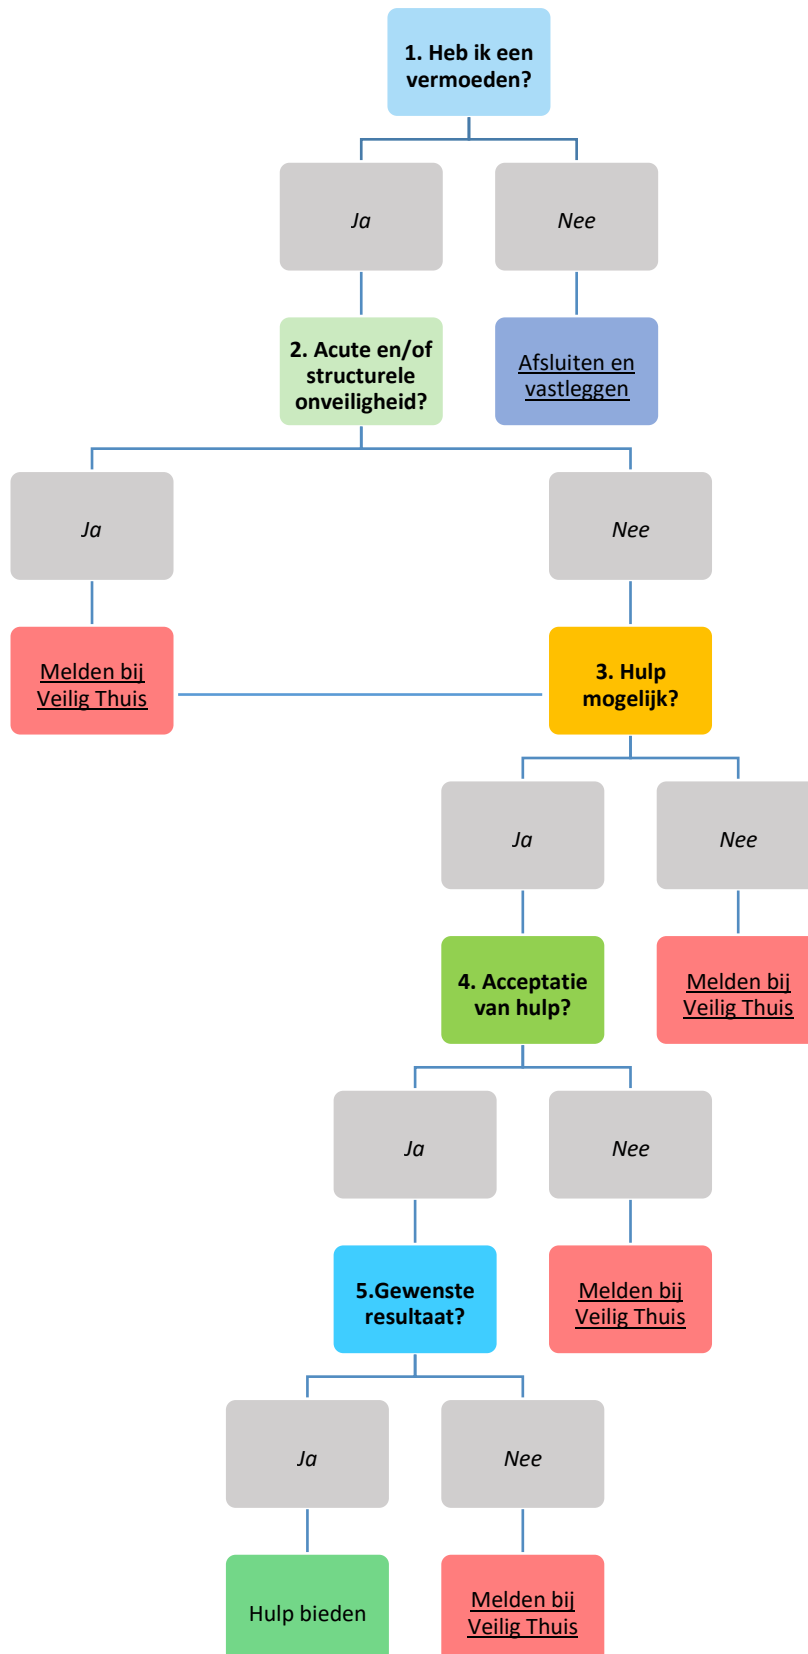 1. Heb ik een
vermoeden?
Ja
Nee
2. Acute en/of
structurele
onveiligheid?
Afsluiten en
vastleggen
Ja
Nee
Melden bij
Veilig Thuis
3. Hulp
mogelijk?
Ja
Nee
4. Acceptatie
van hulp?
Melden bij
Veilig Thuis
Ja
Nee
5.Gewenste
resultaat?
Melden bij
Veilig Thuis
Ja
Nee
Hulp bieden
Melden bij
Veilig Thuis